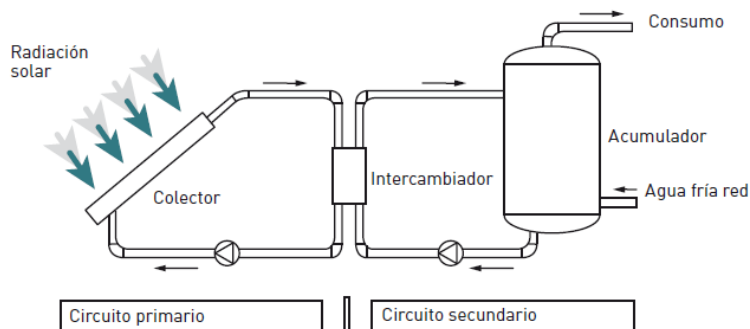 Consumo
Radiación
solar
Acumulador
Intercambiador
Agua fría red
Colector
Circuito primario
Circuito secundario